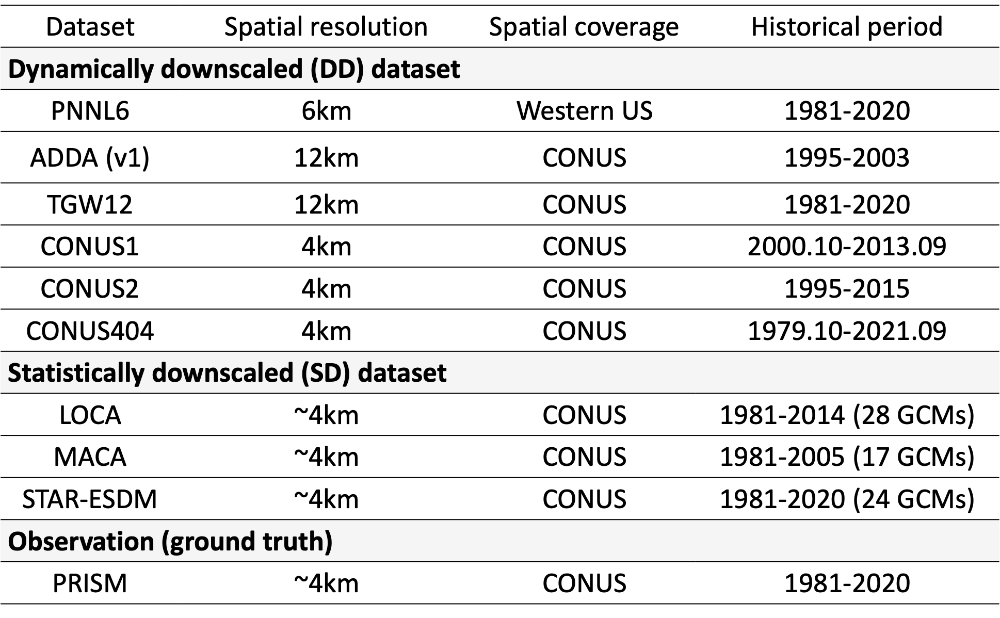 Dataset Spatial resolution Spatial coverage Historical period
Dynamically downscaled (DD) dataset
PNNL6 6km Western US 1981-2020
ADDA (v1) 12km CONUS 1995-2003
TGW12 12km CONUS 1981-2020
CONUS1 4km CONUS 2000.10-2013.09
CONUS2 4km CONUS 1995-2015
CONUS404 4km CONUS 1979.10-2021.09
Statistically downscaled (SD) dataset
LOCA ~4km CONUS 1981-2014 (28 GCMs)
MACA ~4km CONUS 1981-2005 (17 GCMs)
STAR-ESDM ~4km CONUS 1981-2020 (24 GCMs)
Observation (ground truth)
PRISM ~4km CONUS 1981-2020